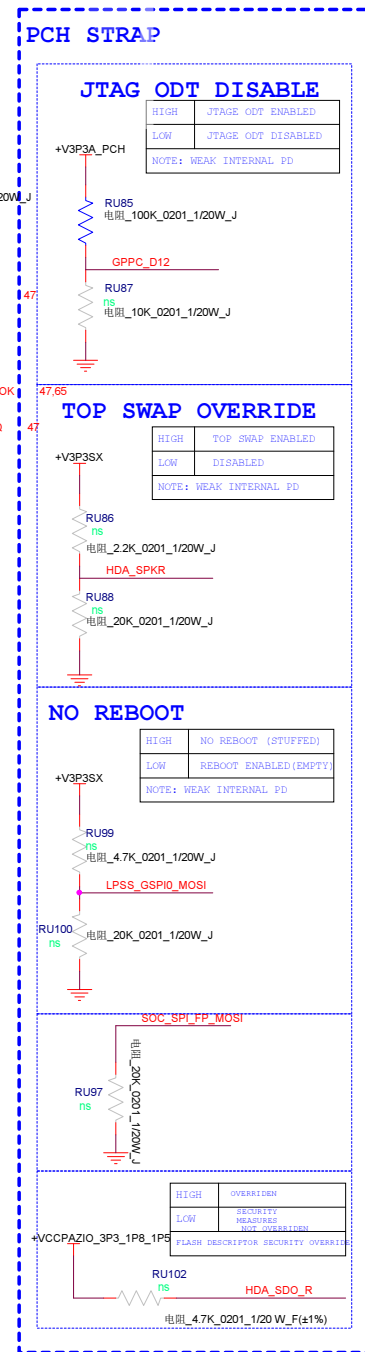 PCH STRAP
JTAG ODT DISABLE
HIGH JTAGE ODT ENABLED
LOW JTAGE ODT DISABLED
NOTE: WEAK INTERNAL PD
+V3P3A_PCH
20W_J
RU85
电阻_100K_0201_1/20W_J
GPPC_D12
RU87
ns
47
电阻_10K_0201_1/20W_J
OK 47,65
TOP SWAP OVERRIDE
47
HIGH TOP SWAP ENABLED
LOW DISABLED
NOTE: WEAK INTERNAL PD
+V3P3SX
RU86
ns
电阻_2.2K_0201_1/20W_J
HDA_SPKR
RU88
ns
电阻_20K_0201_1/20W_J
NO REBOOT
HIGH NO REBOOT (STUFFED)
LOW REBOOT ENABLED(EMPTY)
NOTE: WEAK INTERNAL PD
+V3P3SX
RU99
ns
电阻_4.7K_0201_1/20W_J
LPSS_GSPI0_MOSI
RU100
ns
电阻_20K_0201_1/20W_J
SOC_SPI_FP_MOSI
电阻_20K_0201_1/20W_J
RU97
ns
HIGH OVERRIDEN
LOW SECURITY
MEASURES
NOT OVERRIDEN
FLASH DESCRIPTOR SECURITY OVERRIDE
+VCCPAZIO_3P3_1P8_1P5
RU102
ns
HDA_SDO_R
电阻_4.7K_0201_1/20 W_F(±1%)